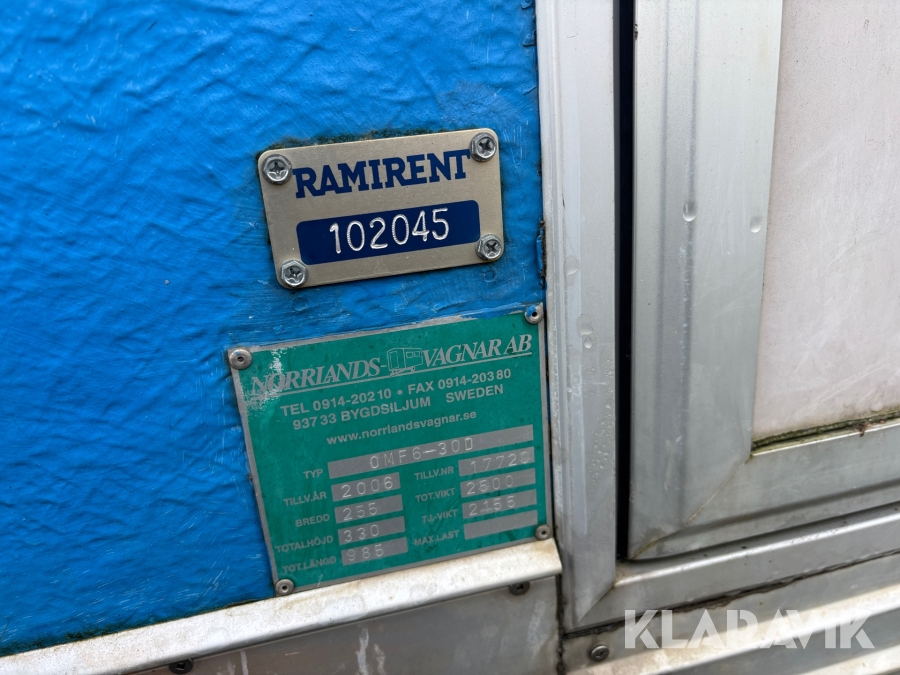 RAMIRENT
102045
NORRLANDS- VAGNAR AB
TEL 0914-202 10 • FAX 0914-203 80
937 33 BYGDSILJUM SWEDEN
www.norrlandsvagnar.se
TYP OMF6-30D
TILLV.ÅR 2006 TILLV.NR 17729
BREDD 255 TOT.VIKT 2500
TOTALHÖJD 330 TJ-VIKT 2155
TOT.LÄNGD 985 MAX.LAST
KLARAVIK